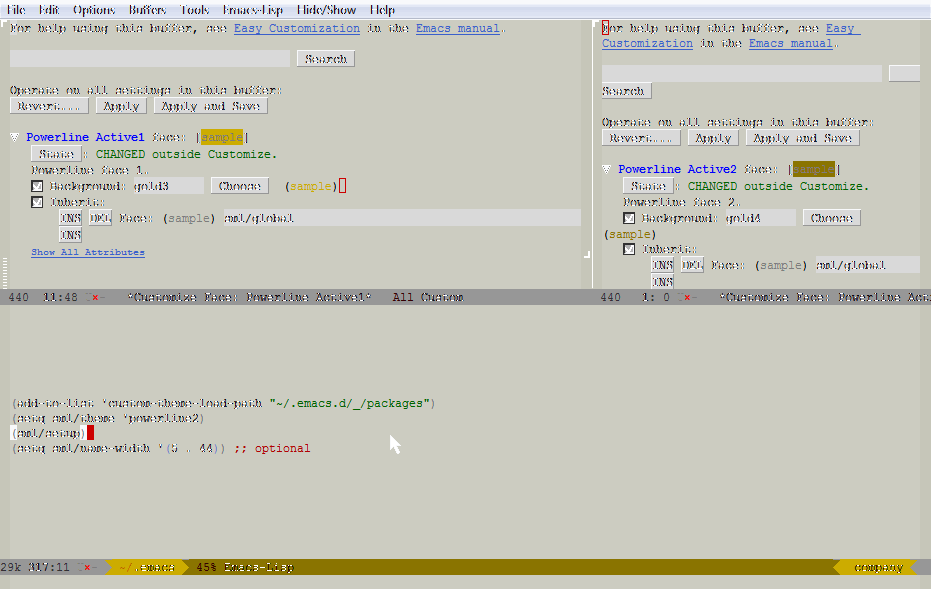 File Edit Options Buffers Tools Emacs-Lisp Hide/Show Help
For help using this buffer, see Easy Customization in the Emacs manual.
Search
Operate on all settings in this buffer:
Revert... Apply Apply and Save
Powerline Active1 face: [sample]
State : CHANGED outside Customize.
Powerline face 1.
Background: gold3 Choose (sample)
Inherit:
INS DEL Face: (sample) sml/global
INS
Show All Attributes
440 11:48 *Customize Face: Powerline Active1* All Custom
For help using this buffer, see Easy
Customization in the Emacs manual.
Search
Operate on all settings in this buffer:
Revert... Apply Apply and Save
Powerline Active2 face: [sample]
State : CHANGED outside Customize.
Powerline face 2.
Background: gold4 Choose
(sample)
Inherit:
INS DEL Face: (sample) sml/global
INS
440 1: 0 *Customize Face: Powerline Act
(add-to-list 'custom-theme-load-path "~/.emacs.d/_/packages")
(setq sml/theme 'powerline2)
(sml/setup)
(setq sml/name-width '(5 . 44)) ;; optional
29k 317:11 ×- ~/.emacs 45% Emacs-Lisp company